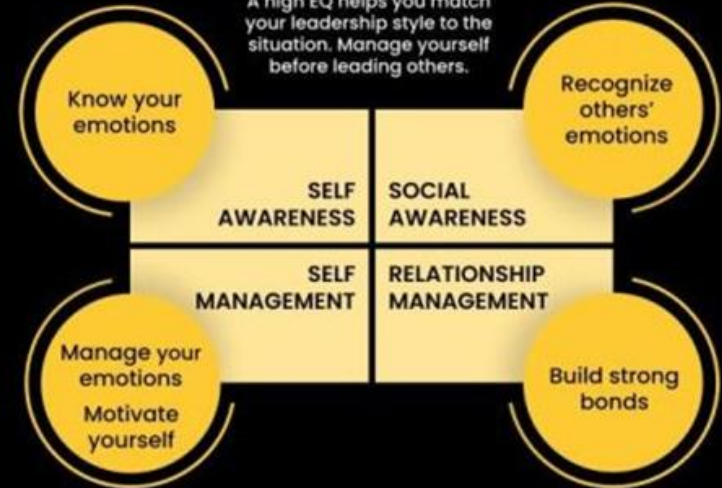 A high EQ helps you match
your leadership style to the
situation. Manage yourself
before leading others.
Know your
emotions
Recognize
others'
emotions
SELF
AWARENESS
SOCIAL
AWARENESS
SELF
MANAGEMENT
RELATIONSHIP
MANAGEMENT
Manage your
emotions
Motivate
yourself
Build strong
bonds